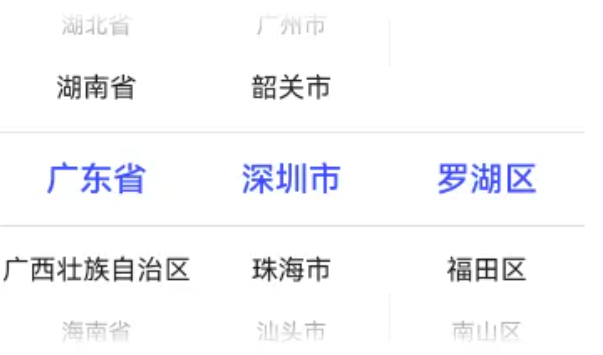 湖北省 广州市
湖南省 韶关市
广东省 深圳市 罗湖区
广西壮族自治区 珠海市 福田区
海南省 汕头市 南山区